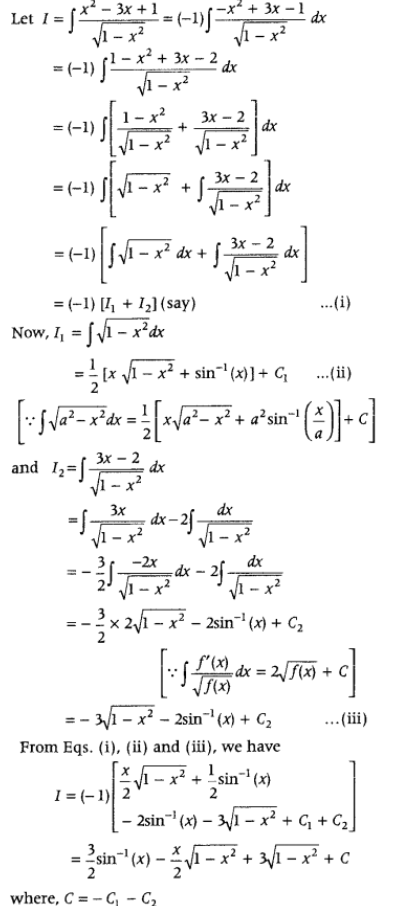 Let I = ∫ x² − 3x + 1 / √1 − x² = (−1)∫ −x² + 3x − 1 / √1 − x² dx
= (−1) ∫ 1 − x² + 3x − 2 / √1 − x² dx
= (−1) ∫ [ 1 − x² / √1 − x² + 3x − 2 / √1 − x² ] dx
= (−1) ∫ [ √1 − x² + ∫ 3x − 2 / √1 − x² ] dx
= (−1) [ ∫ √1 − x² dx + ∫ 3x − 2 / √1 − x² dx ]
= (−1) [I₁ + I₂] (say) ...(i)
Now, I₁ = ∫ √1 − x² dx
= 1/2 [x √1 − x² + sin⁻¹ (x)] + C₁ ...(ii)
[ ∵ ∫ √a² − x² dx = 1/2 [ x√a² − x² + a² sin⁻¹ (x/a) ] + C ]
and I₂ = ∫ 3x − 2 / √1 − x² dx
= ∫ 3x / √1 − x² dx − 2∫ dx / √1 − x²
= − 3/2 ∫ −2x / √1 − x² dx − 2∫ dx / √1 − x²
= − 3/2 × 2√1 − x² − 2sin⁻¹ (x) + C₂
[ ∵ ∫ f'(x) / √f(x) dx = 2√f(x) + C ]
= − 3√1 − x² − 2sin⁻¹ (x) + C₂ ...(iii)
From Eqs. (i), (ii) and (iii), we have
I = (−1) [ x/2 √1 − x² + 1/2 sin⁻¹ (x)
− 2sin⁻¹ (x) − 3√1 − x² + C₁ + C₂ ]
= 3/2 sin⁻¹ (x) − x/2 √1 − x² + 3√1 − x² + C
where, C = − C₁ − C₂